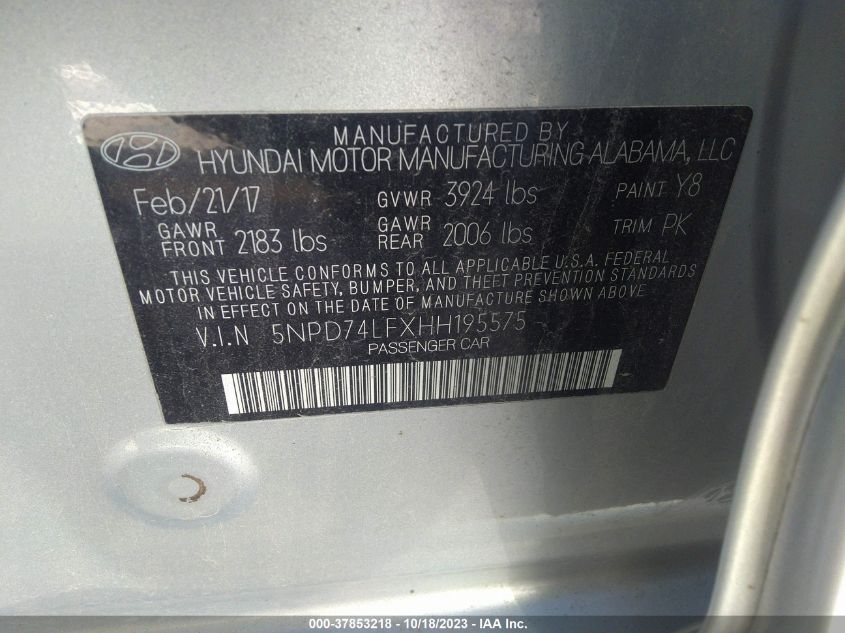 MANUFACTURED BY
HYUNDAI MOTOR MANUFACTURING ALABAMA, LLC
Feb/21/17 GVWR 3924 lbs PAINT Y8
GAWR FRONT 2183 lbs GAWR REAR 2006 lbs TRIM PK
THIS VEHICLE CONFORMS TO ALL APPLICABLE U.S.A. FEDERAL
MOTOR VEHICLE SAFETY, BUMPER, AND THEFT PREVENTION STANDARDS
IN EFFECT ON THE DATE OF MANUFACTURE SHOWN ABOVE.
V.I.N 5NPD74LFXHH195575
PASSENGER CAR
000-37853218 - 10/18/2023 - IAA Inc.